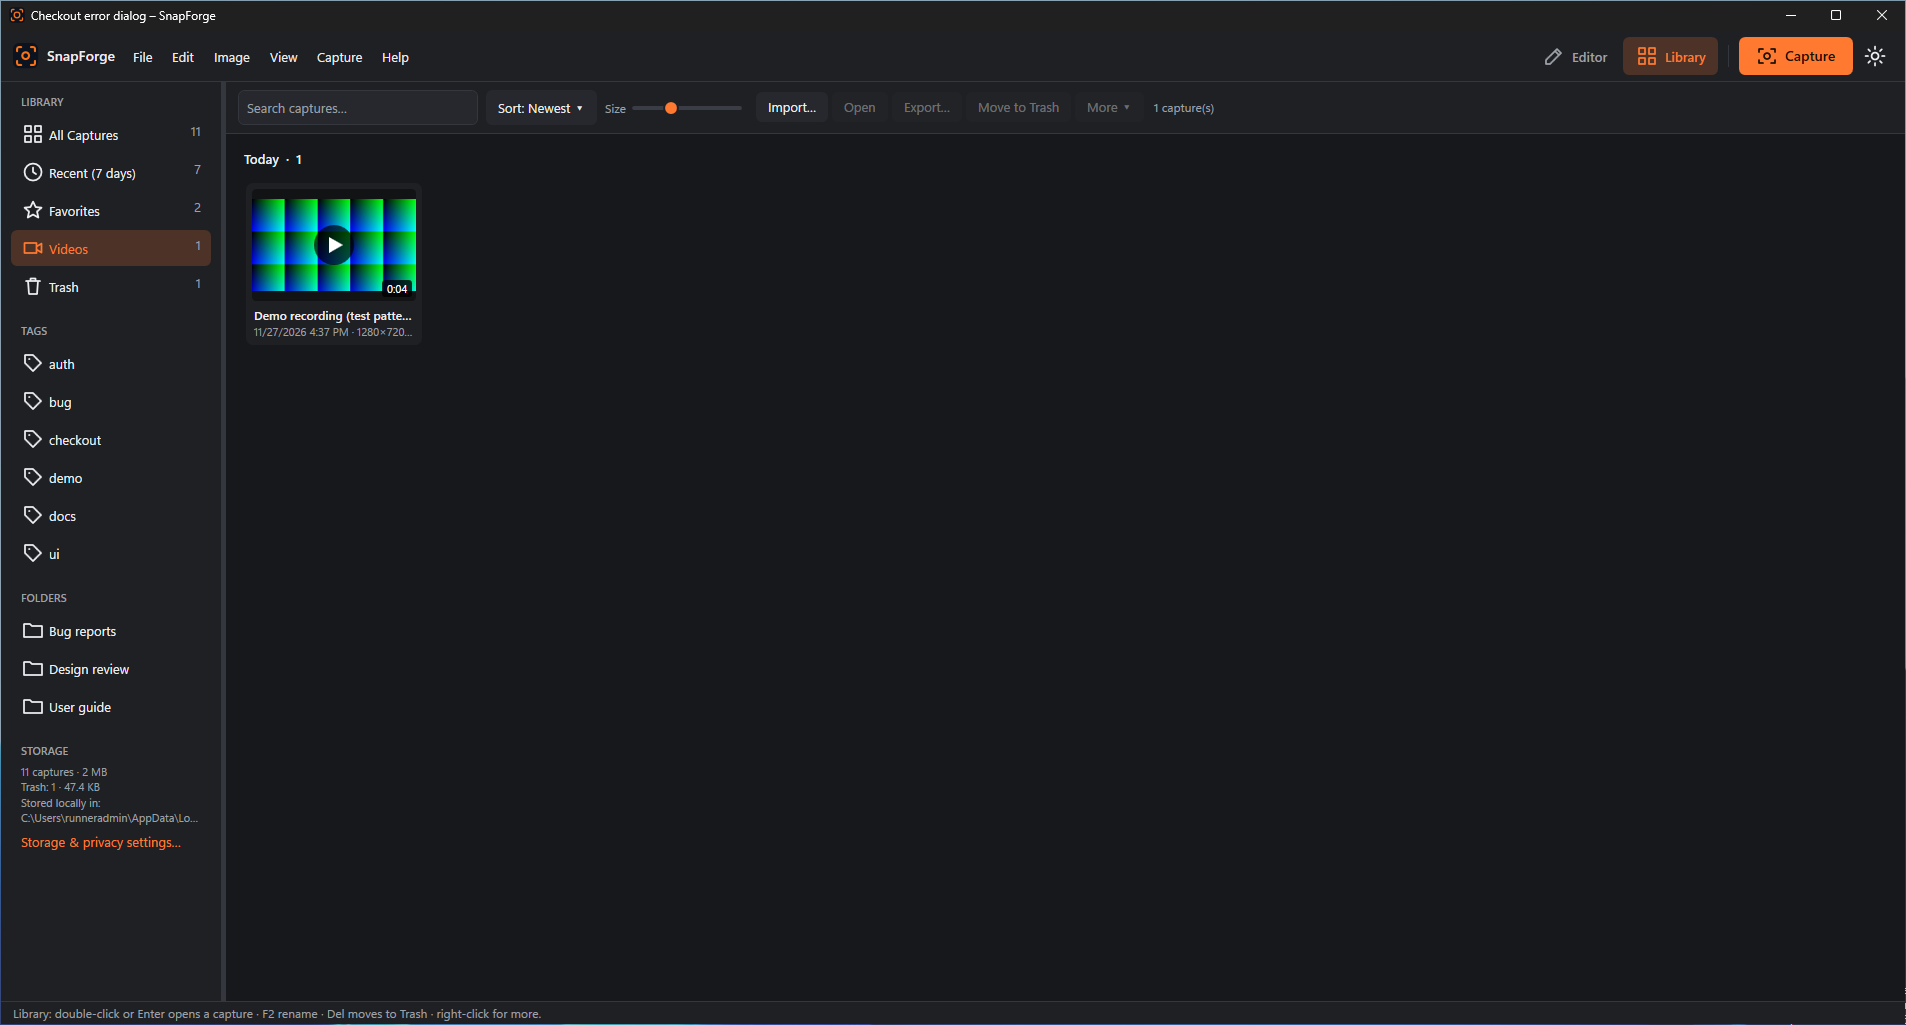 Checkout error dialog – SnapForge
SnapForge File Edit Image View Capture Help
Editor Library Capture
LIBRARY
All Captures 11
Recent (7 days) 7
Favorites 2
Videos 1
Trash 1
TAGS
auth
bug
checkout
demo
docs
ui
FOLDERS
Bug reports
Design review
User guide
STORAGE
11 captures · 2 MB
Trash: 1 · 47.4 KB
Stored locally in:
C:\Users\runneradmin\AppData\Lo...
Storage & privacy settings...
Search captures... Sort: Newest Size Import... Open Export... Move to Trash More 1 capture(s)
Today · 1
0:04
Demo recording (test patte...
11/27/2026 4:37 PM · 1280×720...
Library: double-click or Enter opens a capture · F2 rename · Del moves to Trash · right-click for more.